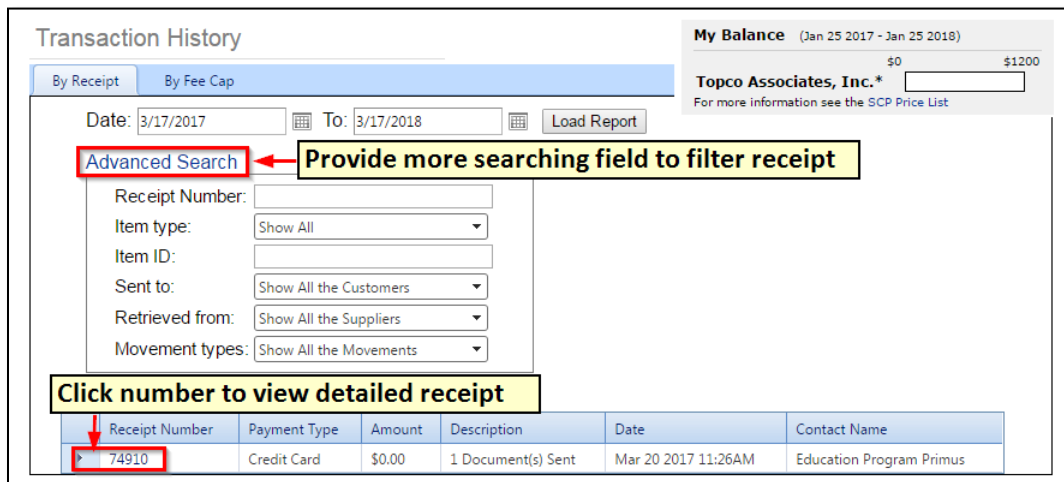 Transaction History
My Balance (Jan 25 2017 - Jan 25 2018)
$0 $1200
Topco Associates, Inc.*
For more information see the SCP Price List
By Receipt By Fee Cap
Date: 3/17/2017 To: 3/17/2018 Load Report
Advanced Search Provide more searching field to filter receipt
Receipt Number:
Item type: Show All
Item ID:
Sent to: Show All the Customers
Retrieved from: Show All the Suppliers
Movement types: Show All the Movements
Click number to view detailed receipt
Receipt Number Payment Type Amount Description Date Contact Name
74910 Credit Card $0.00 1 Document(s) Sent Mar 20 2017 11:26AM Education Program Primus